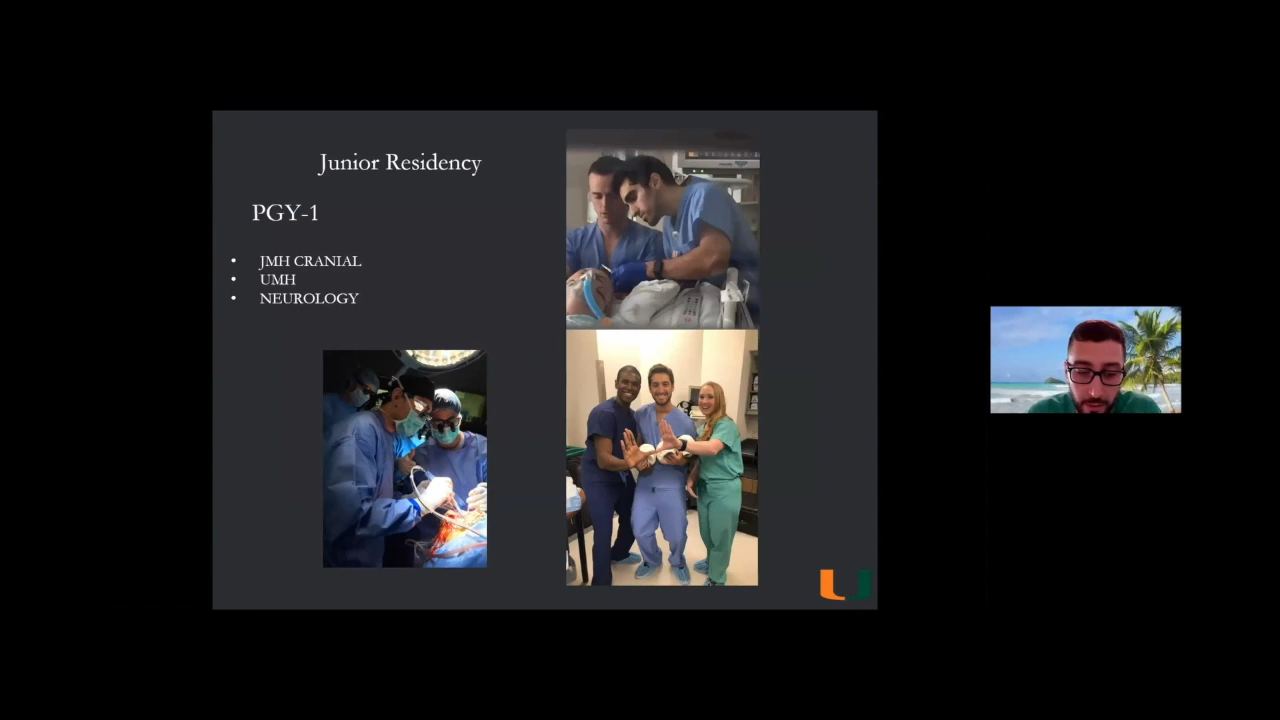 Junior Residency
PGY-1
• JMH CRANIAL
• UMH
• NEUROLOGY